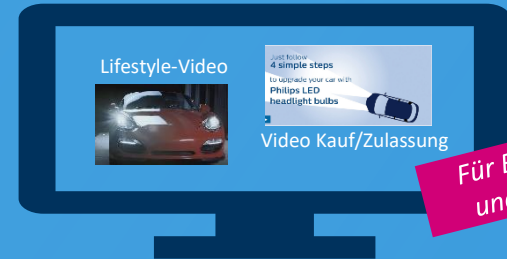 Lifestyle-Video
Just follow
4 simple steps
to upgrade your car with
Philips LED
headlight bulbs
Video Kauf/Zulassung
Für